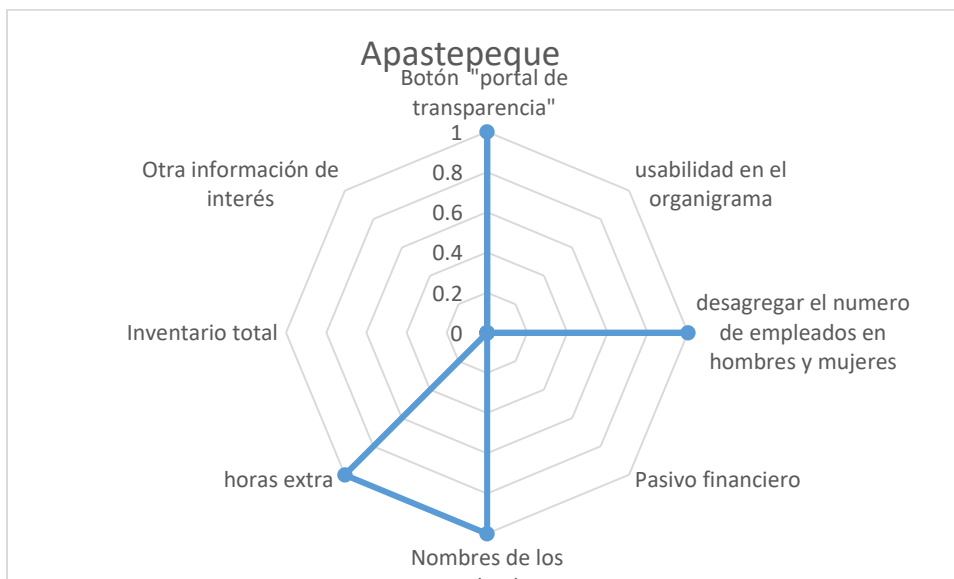 Apastepeque
Botón "portal de
transparencia"
usabilidad en el
organigrama
desagregar el numero
de empleados en
hombres y mujeres
Pasivo financiero
Nombres de los
horas extra
Inventario total
Otra información de
interés
1
0.8
0.6
0.4
0.2
0